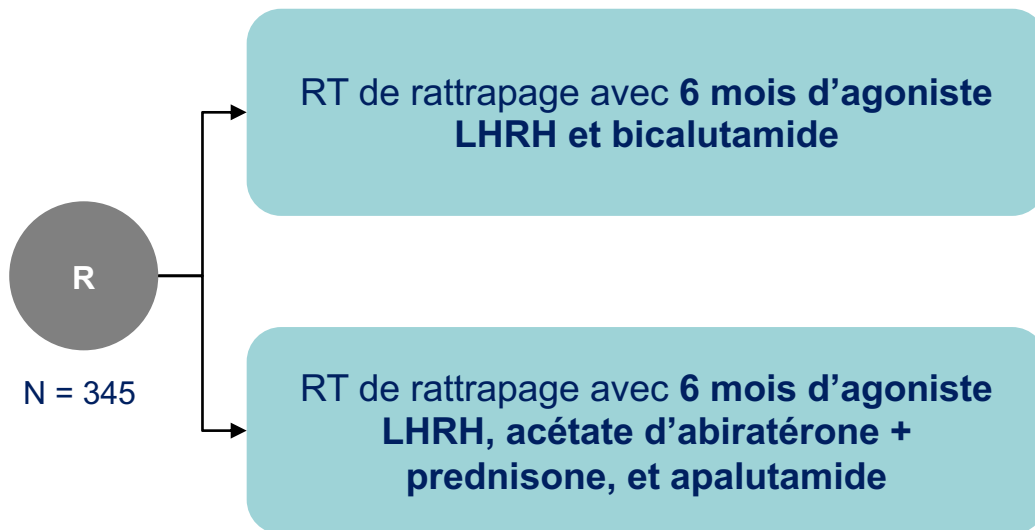 RT de rattrapage avec 6 mois d’agoniste
LHRH et bicalutamide
R
N = 345
RT de rattrapage avec 6 mois d’agoniste
LHRH, acétate d’abiratérone +
prednisone, et apalutamide